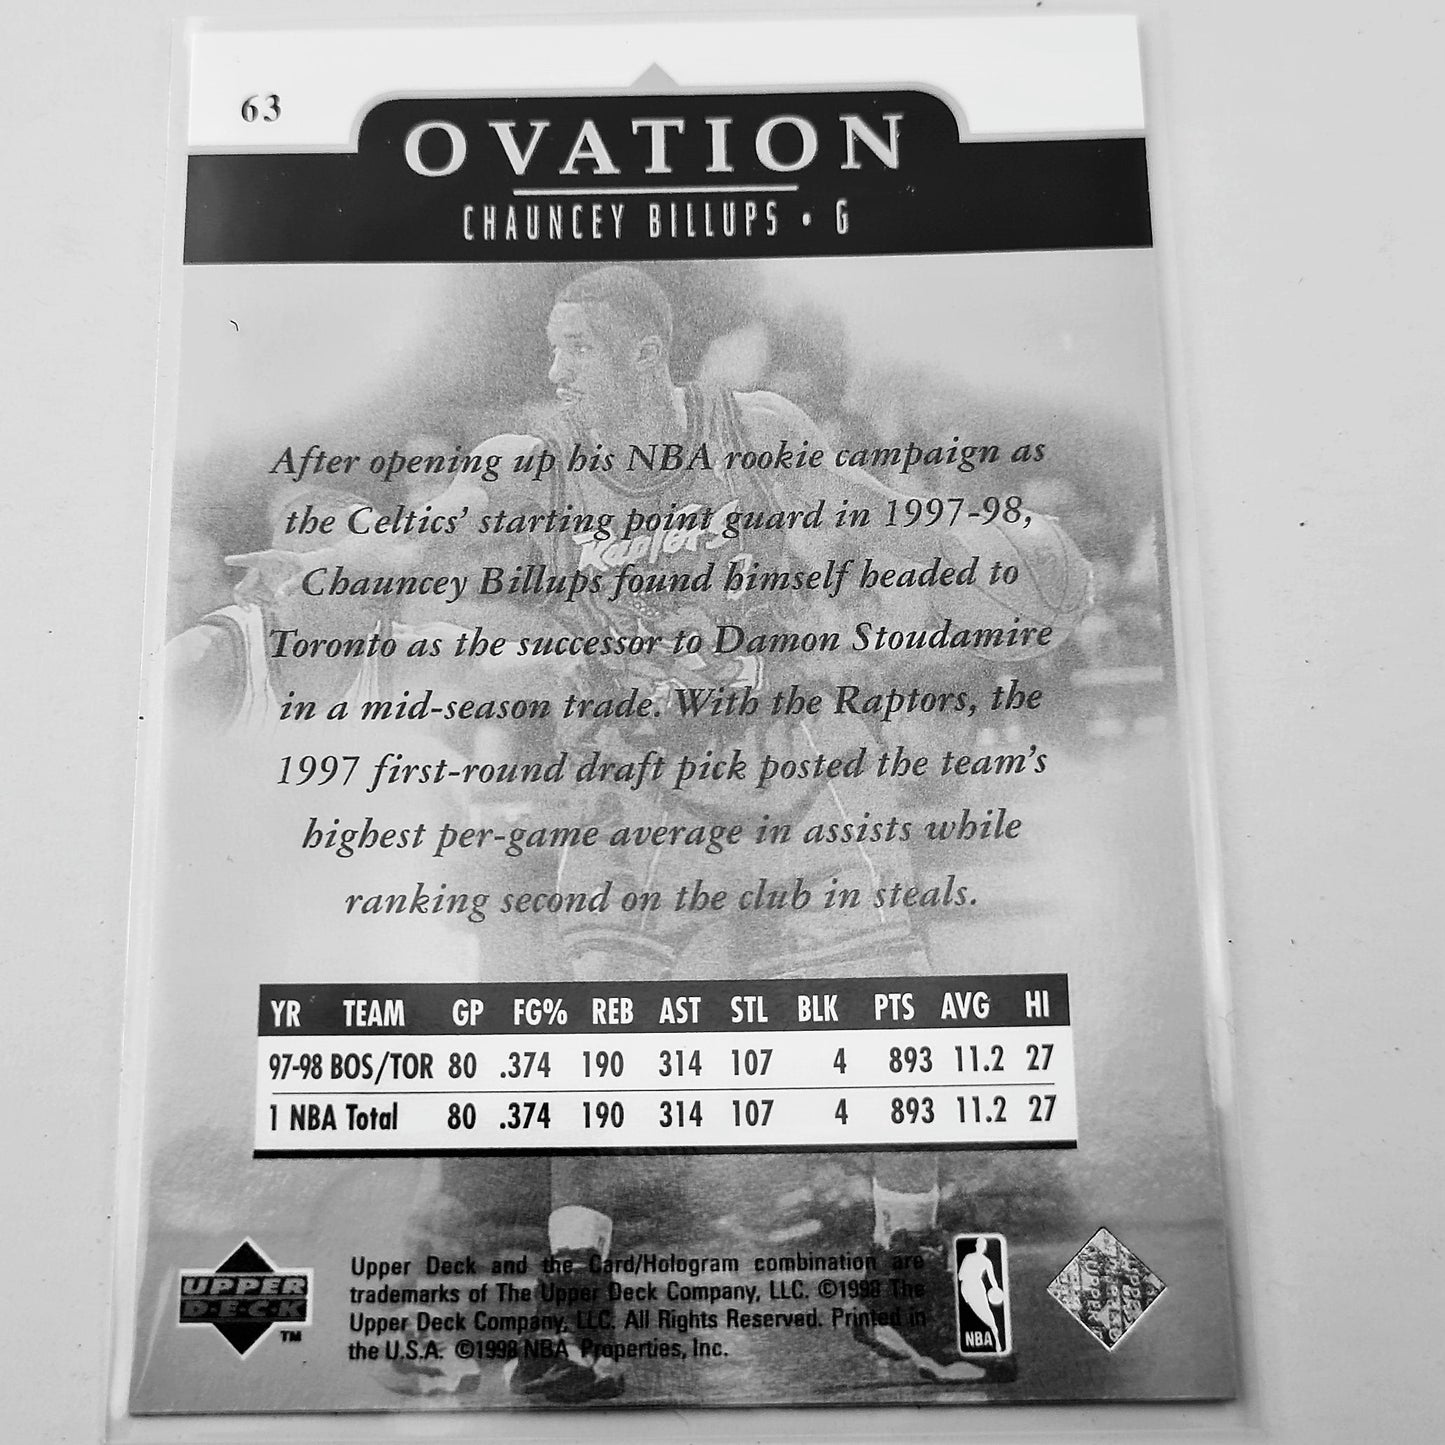 63
OVATION
CHAUNCEY BILLUPS • G
After opening up his NBA rookie campaign as
the Celtics' starting point guard in 1997-98,
Chauncey Billups found himself headed to
Toronto as the successor to Damon Stoudamire
in a mid-season trade. With the Raptors, the
1997 first-round draft pick posted the team's
highest per-game average in assists while
ranking second on the club in steals.
Raptors
YR TEAM GP FG% REB AST STL BLK PTS AVG HI
97-98 BOS/TOR 80 .374 190 314 107 4 893 11.2 27
1 NBA Total 80 .374 190 314 107 4 893 11.2 27
UPPER
DECK
TM
Upper Deck and the Card/Hologram combination are
trademarks of The Upper Deck Company, LLC. ©1998 The
Upper Deck Company, LLC. All Rights Reserved. Printed in
the U.S.A. ©1998 NBA Properties, Inc.
NBA